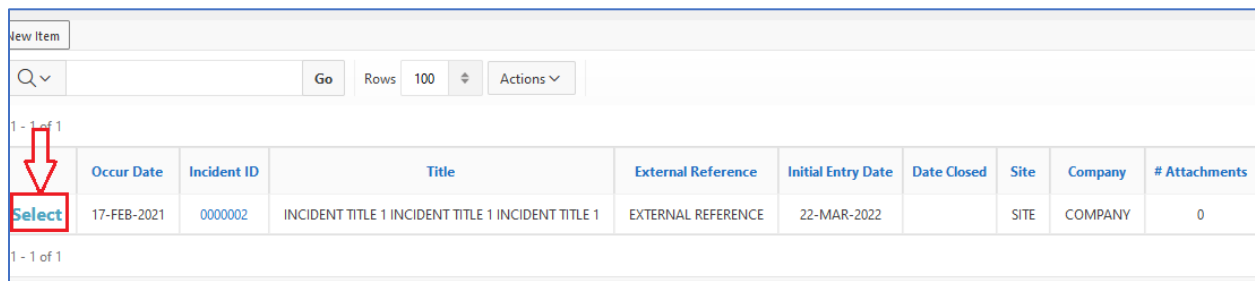 New Item
Go Rows 100 Actions
1 - 1 of 1
Occur Date Incident ID Title External Reference Initial Entry Date Date Closed Site Company # Attachments
Select 17-FEB-2021 0000002 INCIDENT TITLE 1 INCIDENT TITLE 1 INCIDENT TITLE 1 EXTERNAL REFERENCE 22-MAR-2022 SITE COMPANY 0
1 - 1 of 1